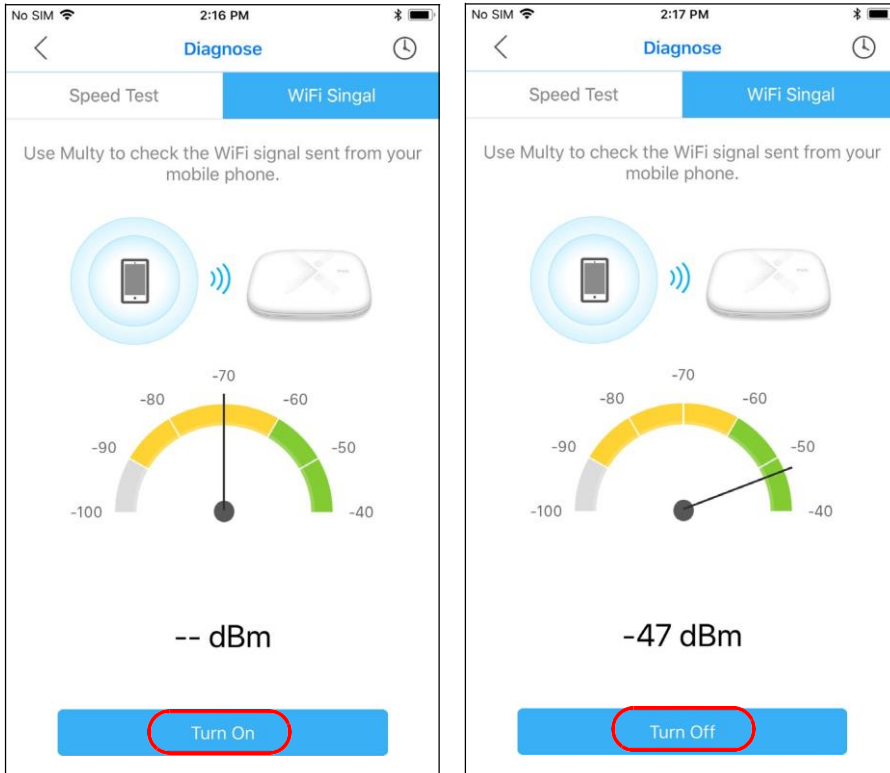 No SIM 2:16 PM
Diagnose
Speed Test WiFi Singal
Use Multy to check the WiFi signal sent from your
mobile phone.
-70
-80 -60
-90 -50
-100 -40
-- dBm
Turn On
No SIM 2:17 PM
Diagnose
Speed Test WiFi Singal
Use Multy to check the WiFi signal sent from your
mobile phone.
-70
-80 -60
-90 -50
-100 -40
-47 dBm
Turn Off